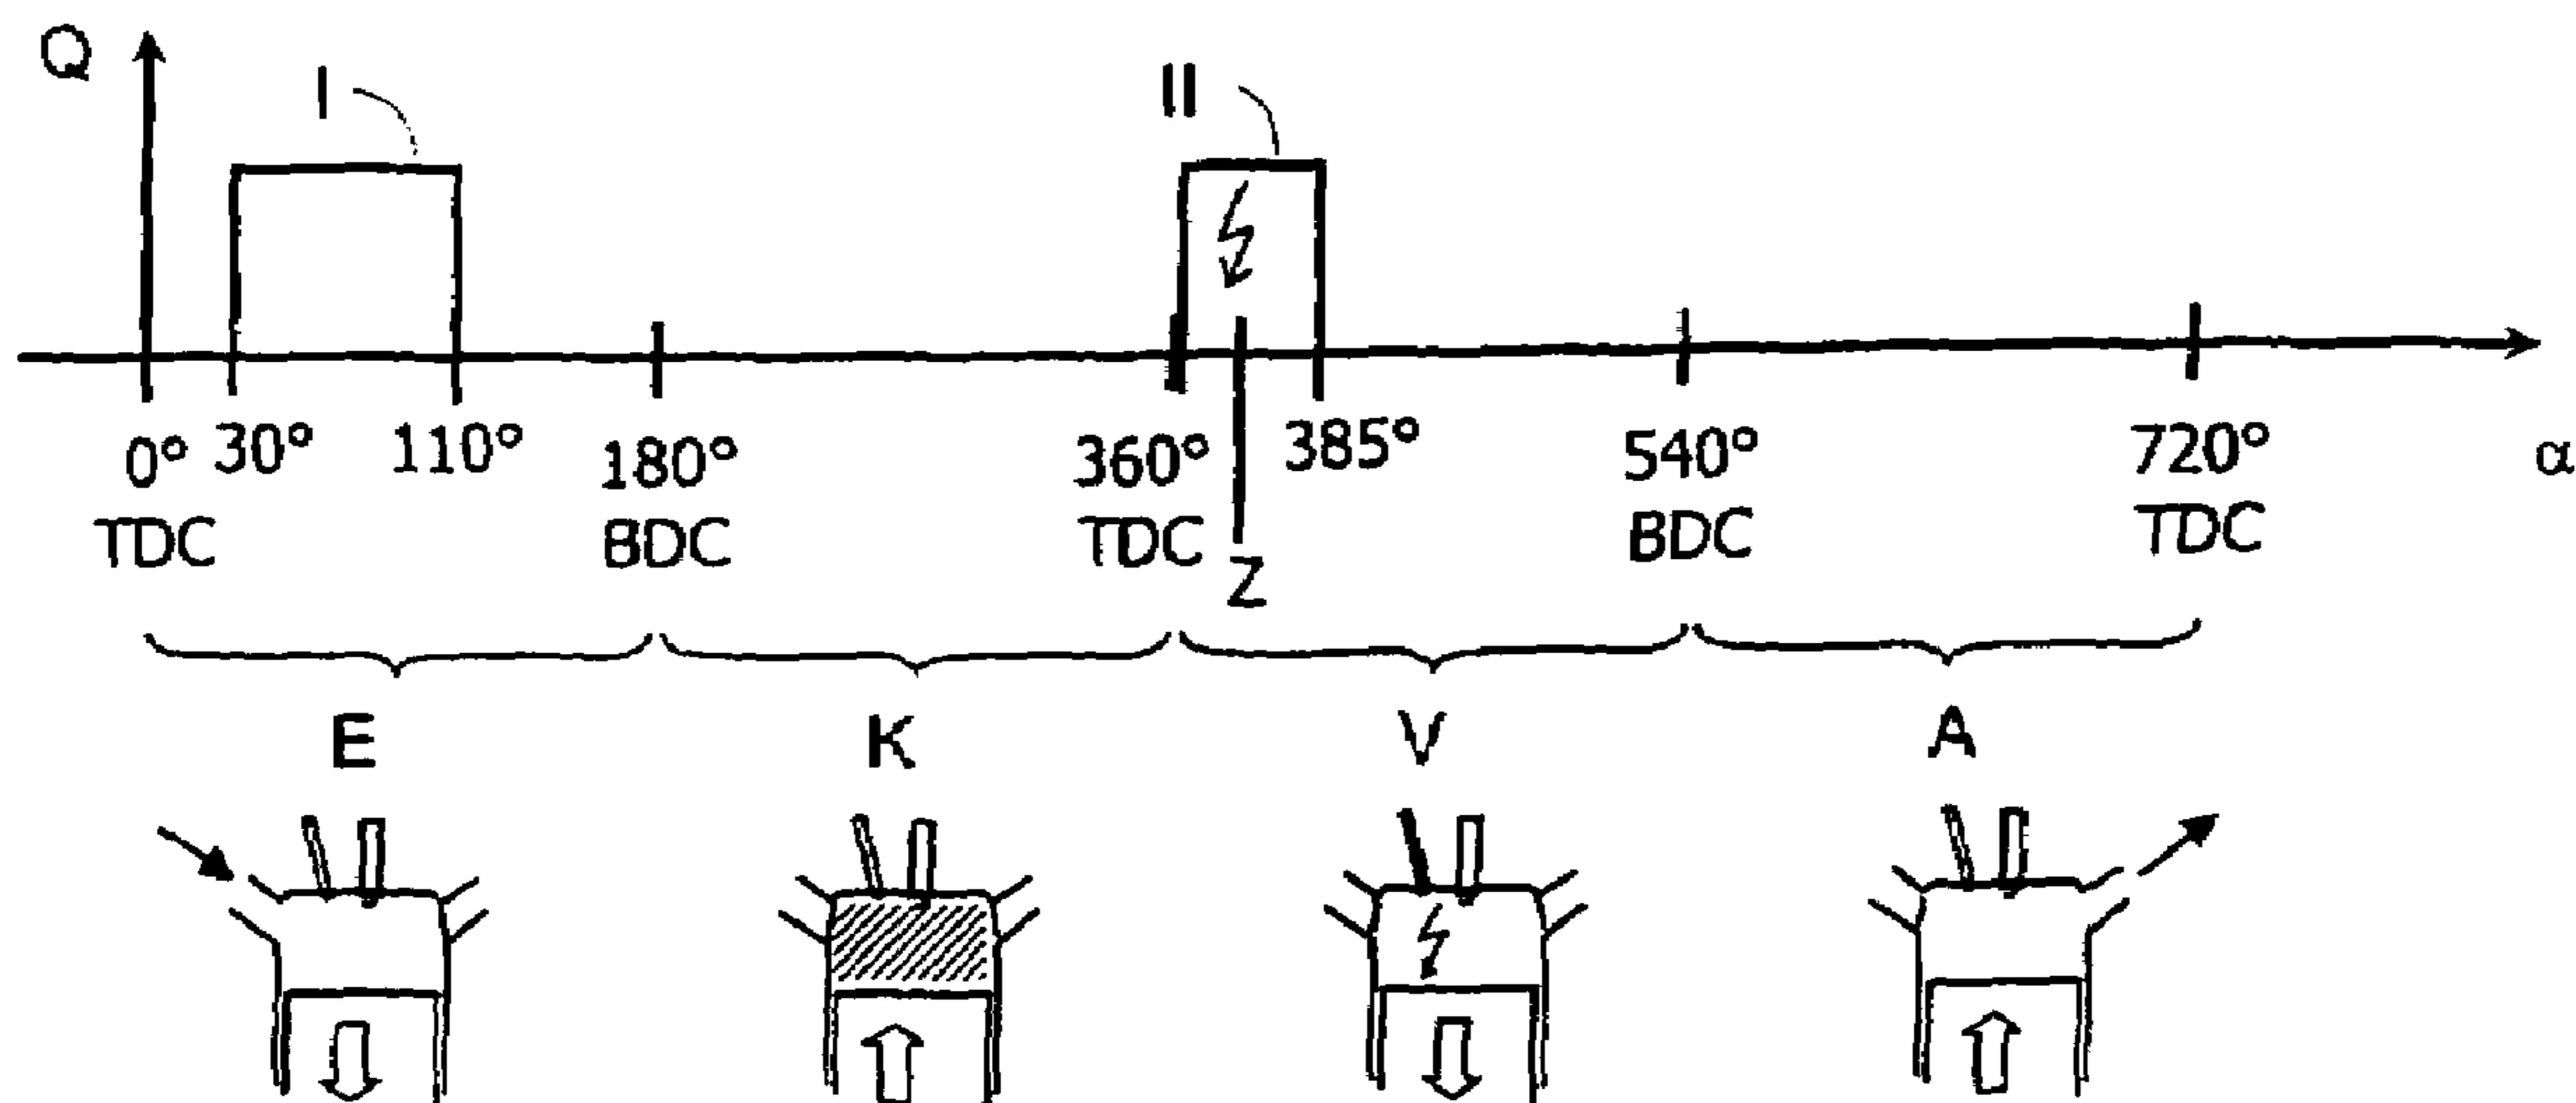 Q
I II
0° 30° 110° 180° 360° 385° 540° 720° α
TDC BDC TDC BDC TDC
Z
E K V A